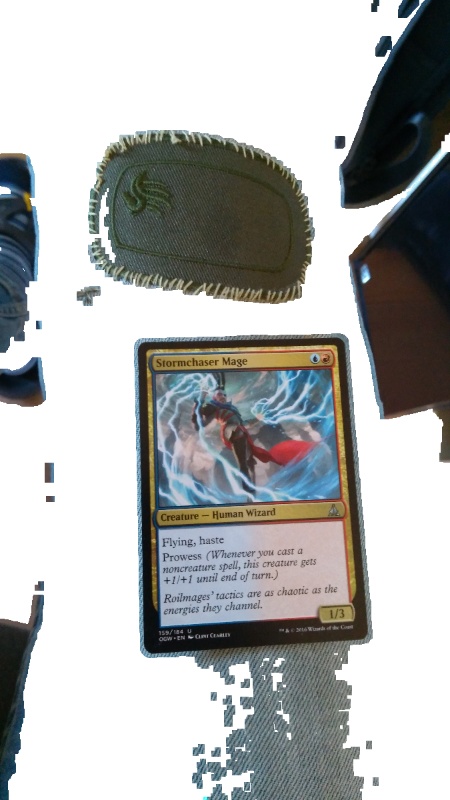 Stormchaser Mage
Creature — Human Wizard
Flying, haste
Prowess (Whenever you cast a
noncreature spell, this creature gets
+1/+1 until end of turn.)
Roilmages' tactics are as chaotic as the
energies they channel.
1/3
159/184 U
OGW • EN Clint Cearley
™ & © 2016 Wizards of the Coast